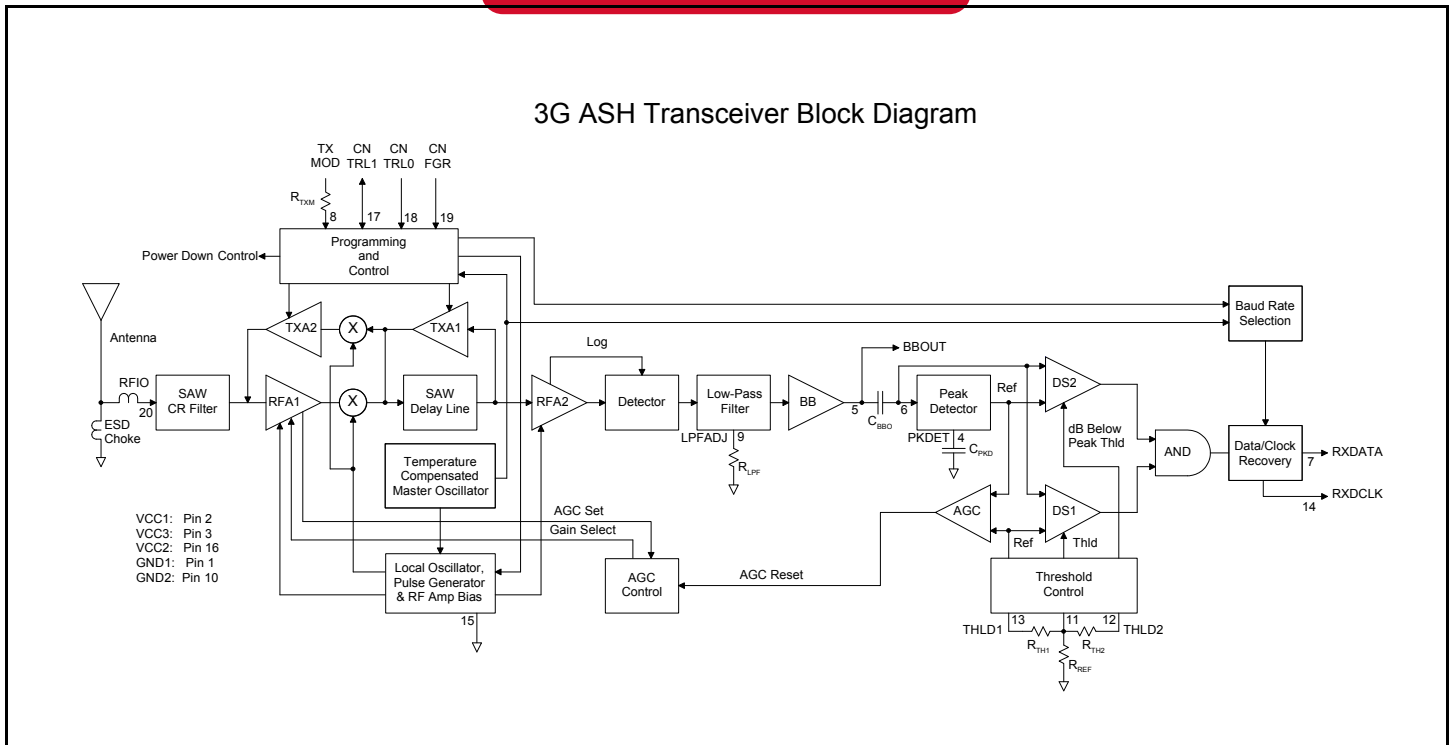 3G ASH Transceiver Block Diagram
TX
MOD
CN
TRL1
CN
TRL0
CN
FGR
RTXM
8
17
18
19
Programming
and
Control
Power Down Control
Antenna
RFIO
20
ESD
Choke
SAW
CR Filter
TXA2
X
TXA1
RFA1
X
SAW
Delay Line
Log
RFA2
Detector
Low-Pass
Filter
LPFADJ
9
RLPF
BB
BBOUT
5
CBBO
6
Peak
Detector
PKDET
4
CPKD
Ref
DS2
dB Below
Peak Thld
Baud Rate
Selection
AND
Data/Clock
Recovery
7
RXDATA
RXDCLK
14
Temperature
Compensated
Master Oscillator
AGC Set
Gain Select
AGC
DS1
Ref
Thld
VCC1: Pin 2
VCC3: Pin 3
VCC2: Pin 16
GND1: Pin 1
GND2: Pin 10
Local Oscillator,
Pulse Generator
& RF Amp Bias
15
AGC
Control
AGC Reset
Threshold
Control
THLD1
13
11
12
THLD2
RTH1
RTH2
RREF